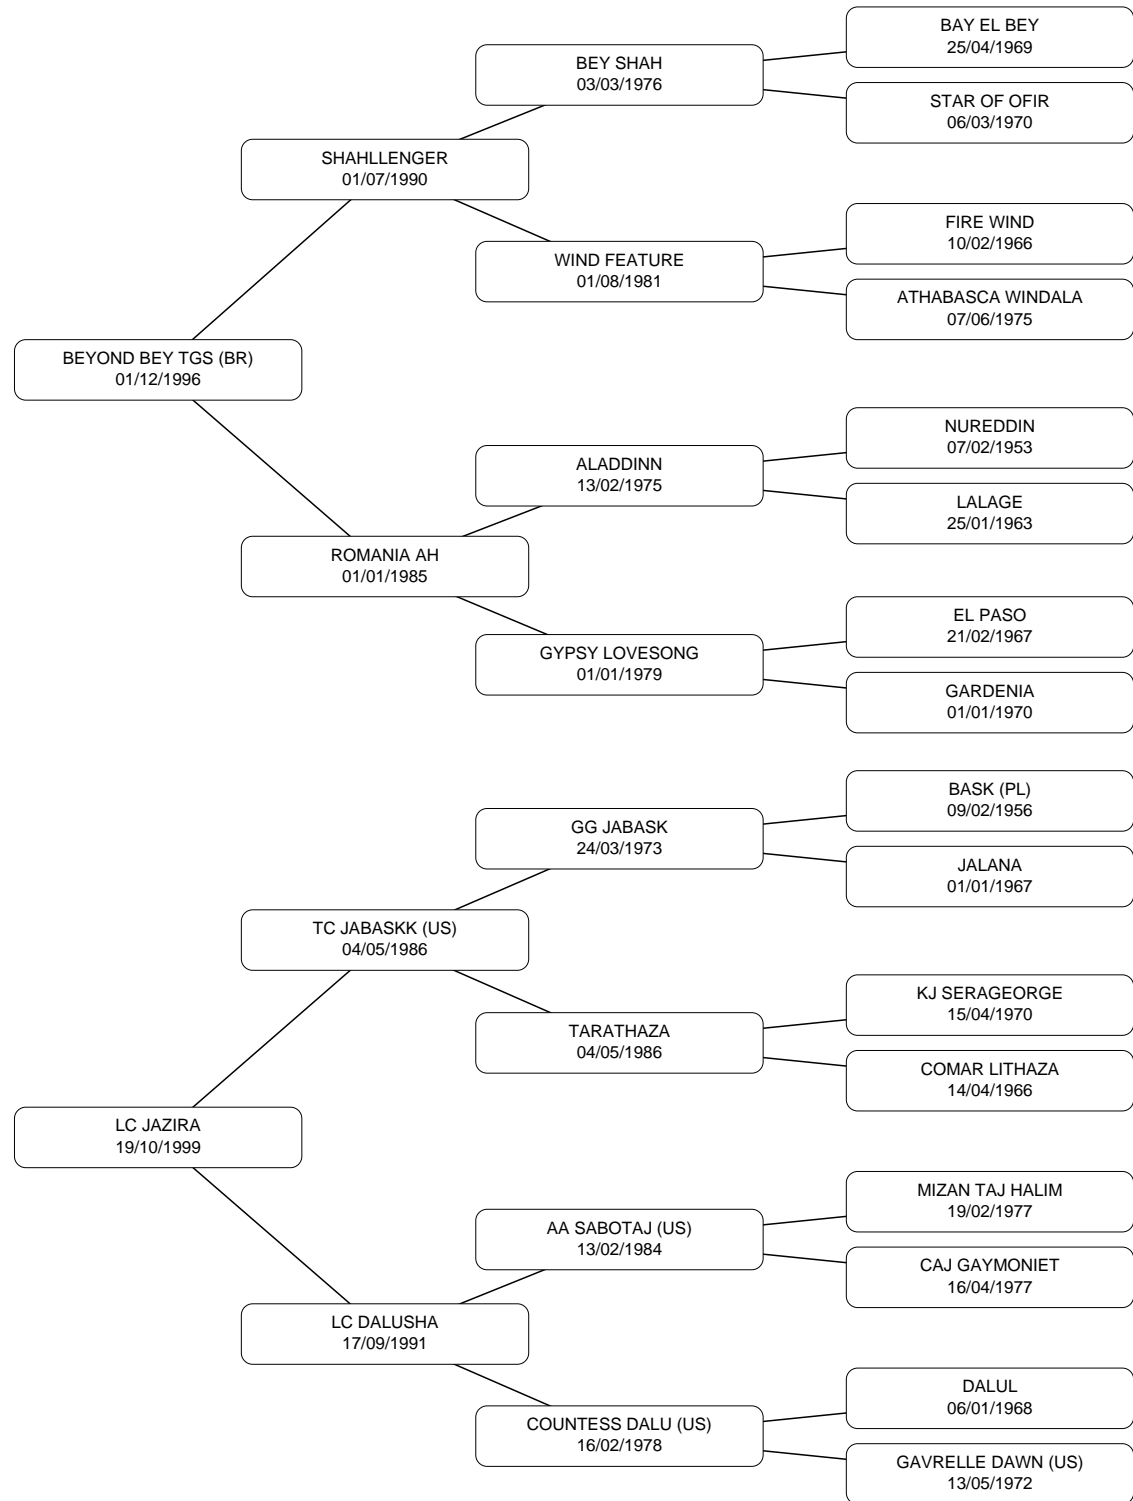 BAY EL BEY
25/04/1969
BEY SHAH
03/03/1976
STAR OF OFIR
06/03/1970
SHAHLLENGER
01/07/1990
FIRE WIND
10/02/1966
WIND FEATURE
01/08/1981
ATHABASCA WINDALA
07/06/1975
BEYOND BEY TGS (BR)
01/12/1996
NUREDDIN
07/02/1953
ALADDINN
13/02/1975
LALAGE
25/01/1963
ROMANIA AH
01/01/1985
EL PASO
21/02/1967
GYPSY LOVESONG
01/01/1979
GARDENIA
01/01/1970
BASK (PL)
09/02/1956
GG JABASK
24/03/1973
JALANA
01/01/1967
TC JABASKK (US)
04/05/1986
KJ SERAGEORGE
15/04/1970
TARATHAZA
04/05/1986
COMAR LITHAZA
14/04/1966
LC JAZIRA
19/10/1999
MIZAN TAJ HALIM
19/02/1977
AA SABOTAJ (US)
13/02/1984
CAJ GAYMONIET
16/04/1977
LC DALUSHA
17/09/1991
DALUL
06/01/1968
COUNTESS DALU (US)
16/02/1978
GAVRELLE DAWN (US)
13/05/1972